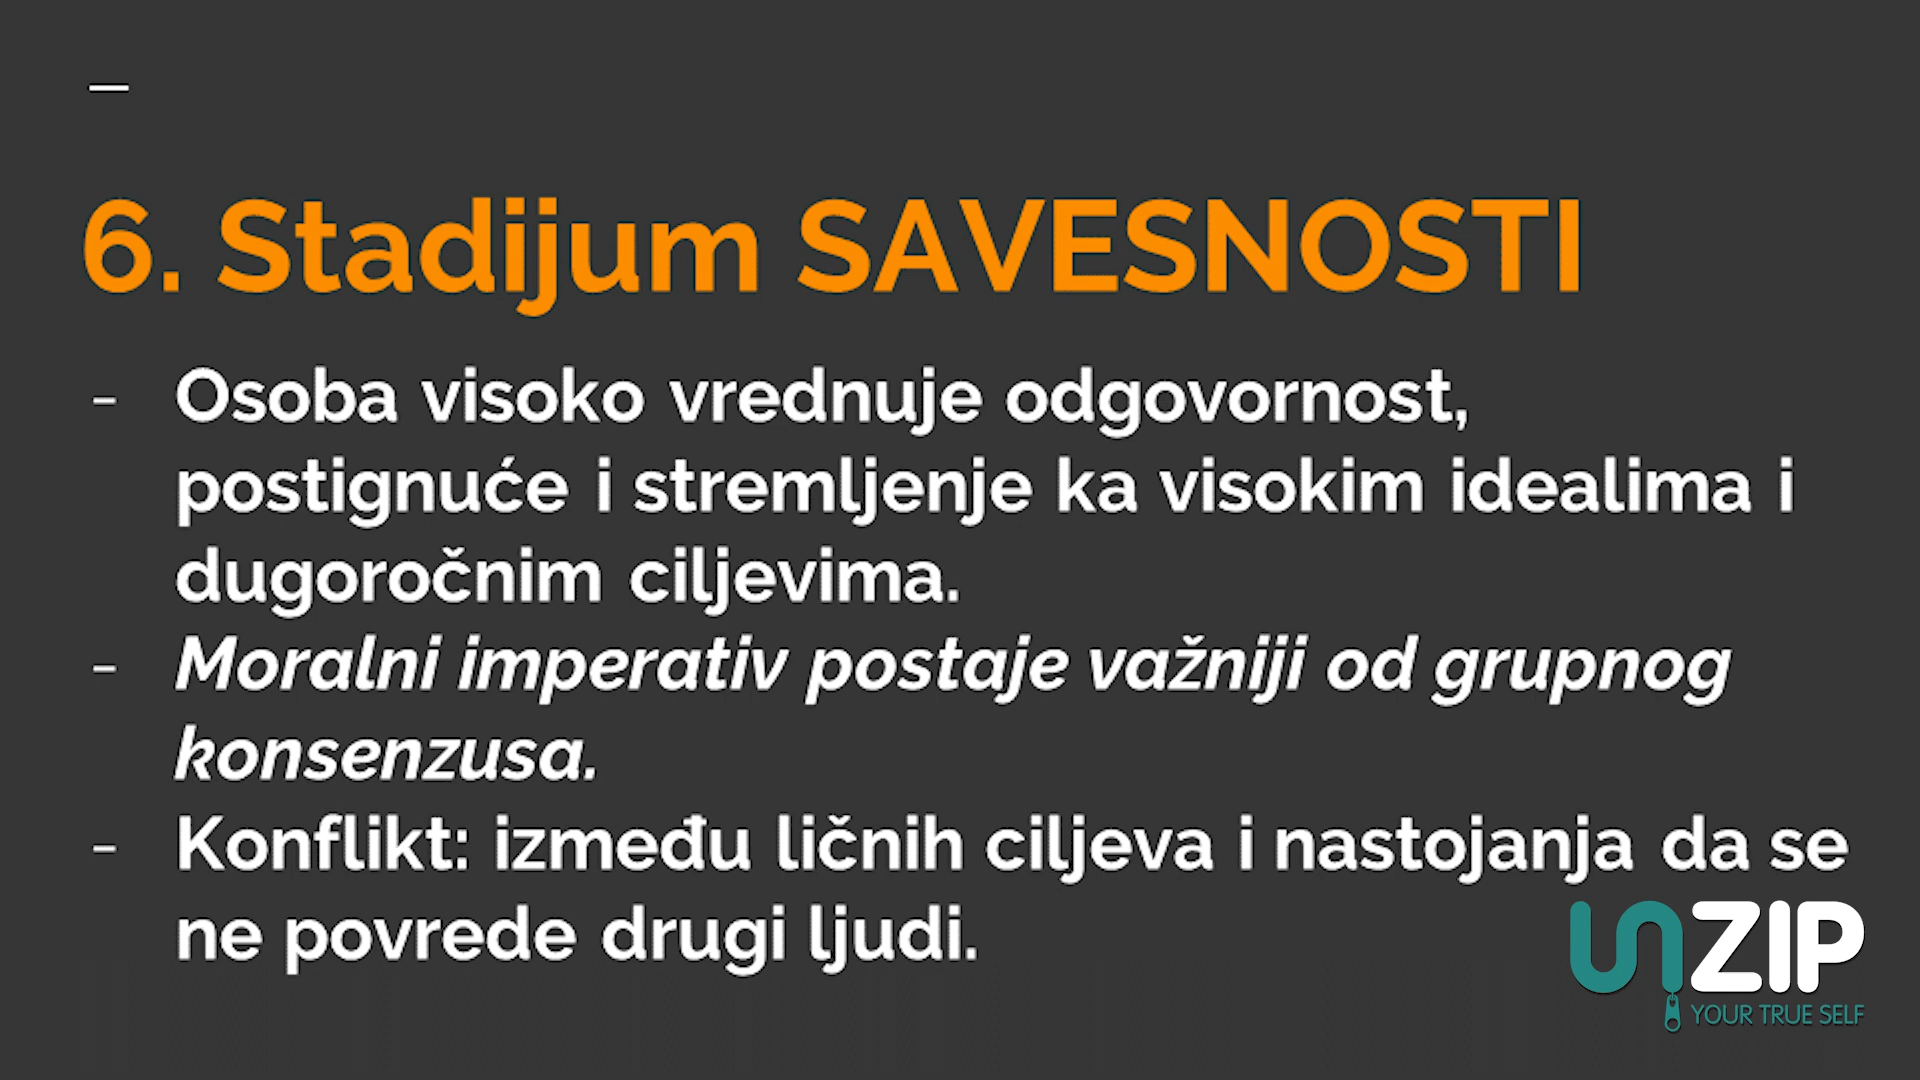 6. Stadijum SAVESNOSTI
- Osoba visoko vrednuje odgovornost,
postignuće i stremljenje ka visokim idealima i
dugoročnim ciljevima.
- Moralni imperativ postaje važniji od grupnog
konsenzusa.
- Konflikt: između ličnih ciljeva i nastojanja da se
ne povrede drugi ljudi.
unZIP
YOUR TRUE SELF